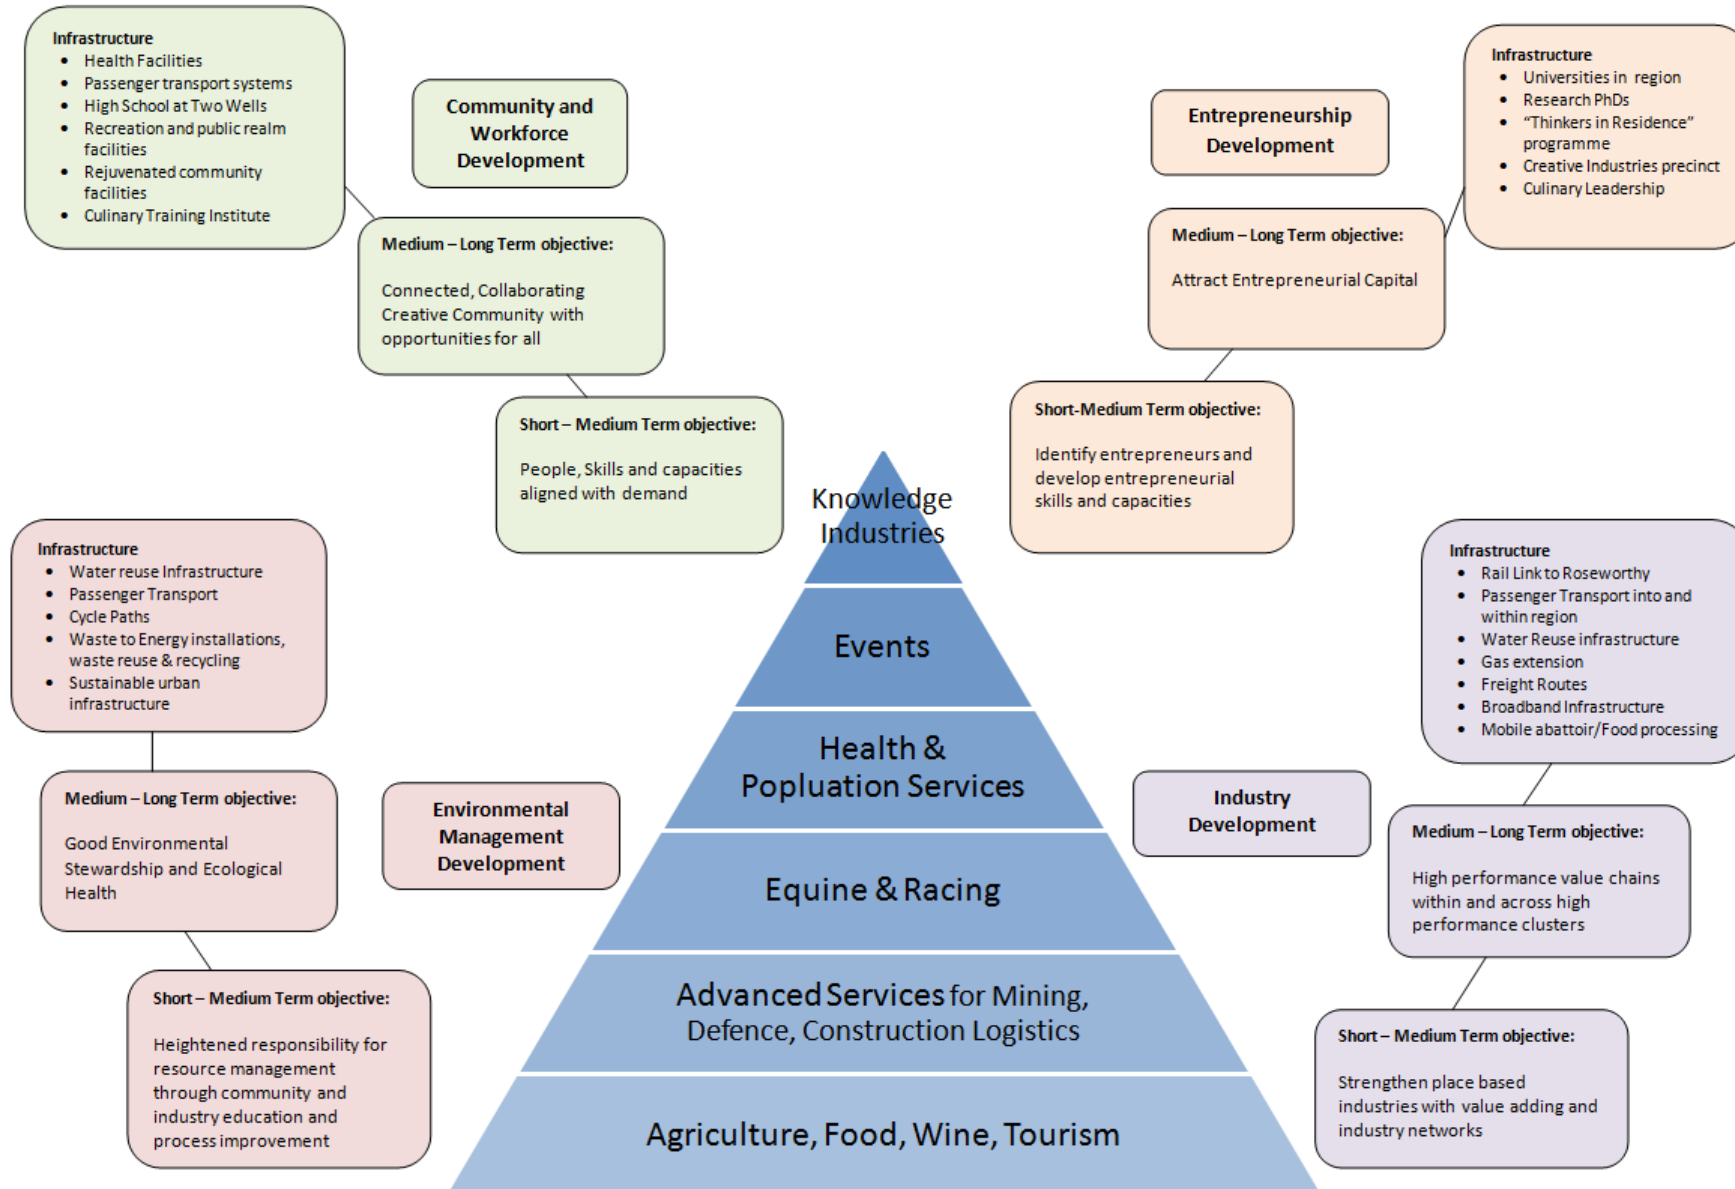 Infrastructure
• Health Facilities
• Passenger transport systems
• High School at Two Wells
• Recreation and public realm
facilities
• Rejuvenated community
facilities
• Culinary Training Institute
Community and
Workforce
Development
Medium – Long Term objective:
Connected, Collaborating
Creative Community with
opportunities for all
Short – Medium Term objective:
People, Skills and capacities
aligned with demand
Entrepreneurship
Development
Infrastructure
• Universities in region
• Research PhDs
• “Thinkers in Residence”
programme
• Creative Industries precinct
• Culinary Leadership
Medium – Long Term objective:
Attract Entrepreneurial Capital
Short-Medium Term objective:
Identify entrepreneurs and
develop entrepreneurial
skills and capacities
Knowledge
Industries
Events
Health &
Popluation Services
Equine & Racing
Advanced Services for Mining,
Defence, Construction Logistics
Agriculture, Food, Wine, Tourism
Infrastructure
• Water reuse Infrastructure
• Passenger Transport
• Cycle Paths
• Waste to Energy installations,
waste reuse & recycling
• Sustainable urban
infrastructure
Medium – Long Term objective:
Good Environmental
Stewardship and Ecological
Health
Environmental
Management
Development
Short – Medium Term objective:
Heightened responsibility for
resource management
through community and
industry education and
process improvement
Infrastructure
• Rail Link to Roseworthy
• Passenger Transport into and
within region
• Water Reuse infrastructure
• Gas extension
• Freight Routes
• Broadband Infrastructure
• Mobile abattoir/Food processing
Industry
Development
Medium – Long Term objective:
High performance value chains
within and across high
performance clusters
Short – Medium Term objective:
Strengthen place based
industries with value adding and
industry networks